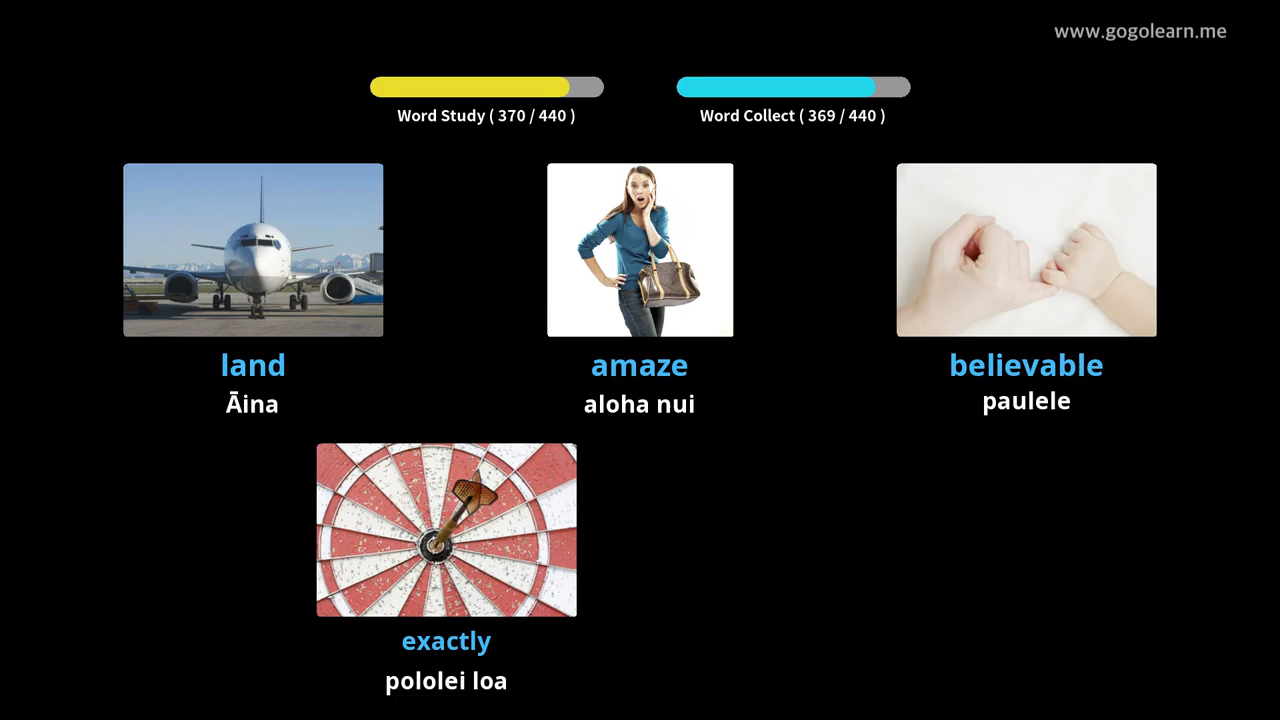 www.gogolearn.me
Word Study ( 370 / 440 )
Word Collect ( 369 / 440 )
land
Āina
amaze
aloha nui
believable
paulele
exactly
pololei loa